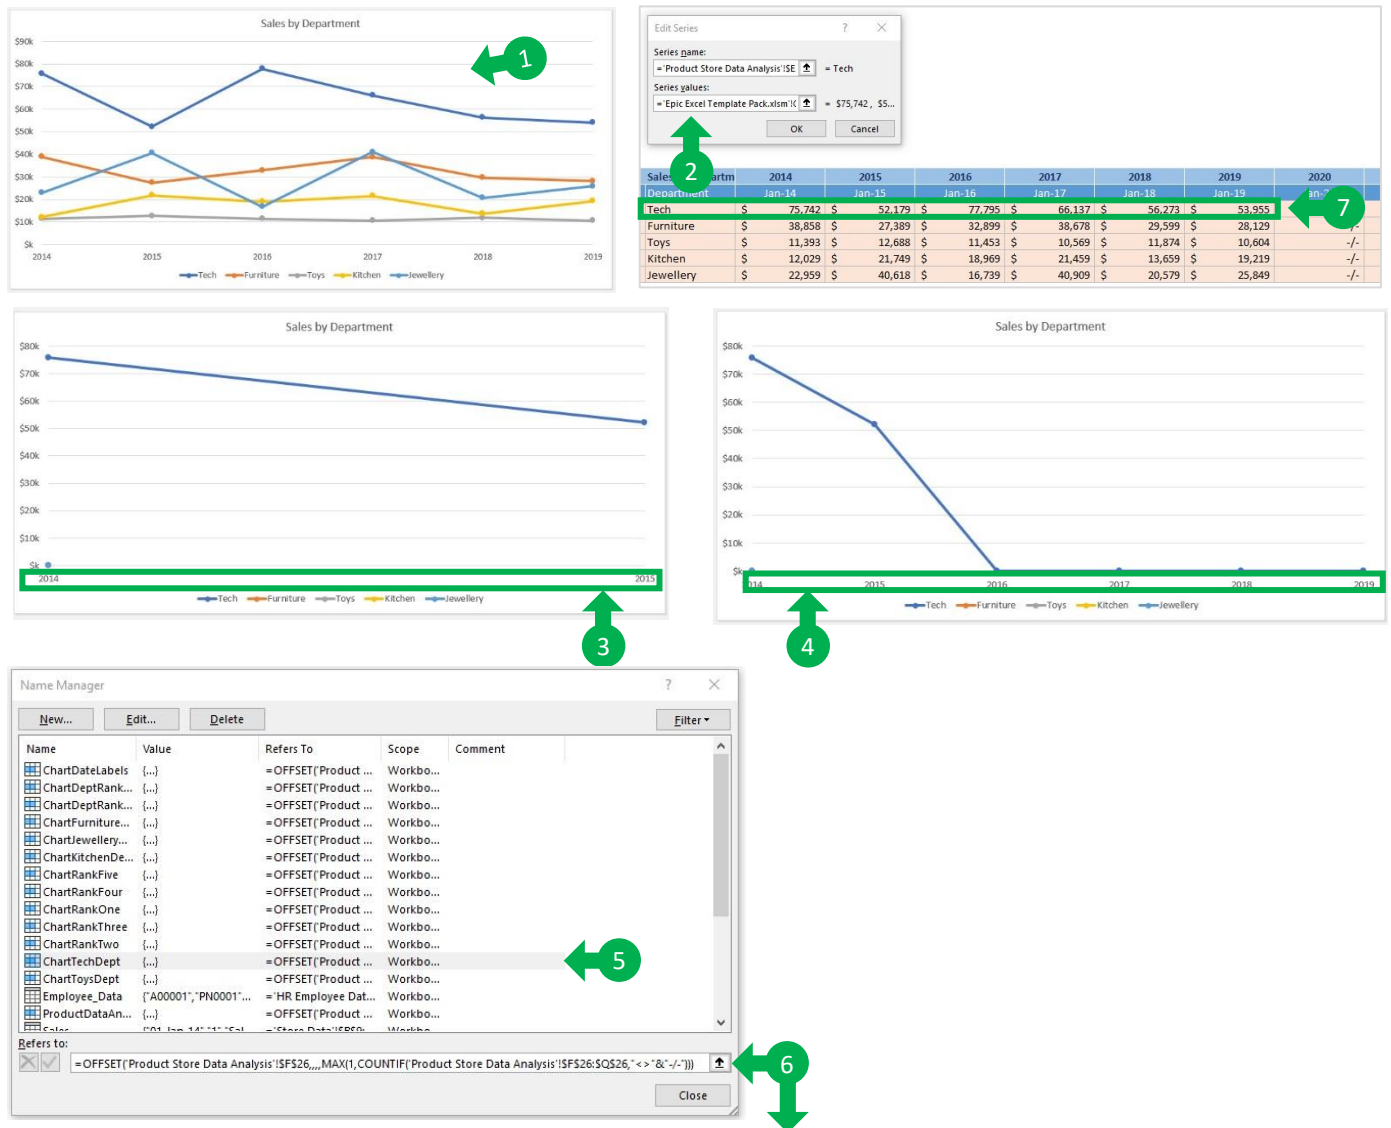 Sales by Department
$90k
$80k
$70k
$60k
$50k
$40k
$30k
$20k
$10k
$k
2014 2015 2016 2017 2018 2019
Tech Furniture Toys Kitchen Jewellery
1
Edit Series ? ×
Series name:
='Product Store Data Analysis'!$E = Tech
Series values:
='Epic Excel Template Pack.xlsm'!( = $75,742 , $5...
OK Cancel
2
Sales artm 2014 2015 2016 2017 2018 2019 2020
Department Jan-14 Jan-15 Jan-16 Jan-17 Jan-18 Jan-19
Tech $ 75,742 $ 52,179 $ 77,795 $ 66,137 $ 56,273 $ 53,955
7
Furniture $ 38,858 $ 27,389 $ 32,899 $ 38,678 $ 29,599 $ 28,129 -/-
Toys $ 11,393 $ 12,688 $ 11,453 $ 10,569 $ 11,874 $ 10,604 -/-
Kitchen $ 12,029 $ 21,749 $ 18,969 $ 21,459 $ 13,659 $ 19,219 -/-
Jewellery $ 22,959 $ 40,618 $ 16,739 $ 40,909 $ 20,579 $ 25,849 -/-
Sales by Department
$80k
$70k
$60k
$50k
$40k
$30k
$20k
$10k
$k
2014 2015
Tech Furniture Toys Kitchen Jewellery
3
Sales by Department
$80k
$70k
$60k
$50k
$40k
$30k
$20k
$10k
$k
014 2015 2016 2017 2018 2019
Tech Furniture Toys Kitchen Jewellery
4
Name Manager ? ×
New... Edit... Delete Filter
Name Value Refers To Scope Comment
ChartDateLabels {...} =OFFSET('Product ... Workbo...
ChartDeptRank... {...} =OFFSET('Product ... Workbo...
ChartDeptRank... {...} =OFFSET('Product ... Workbo...
ChartFurniture... {...} =OFFSET('Product ... Workbo...
ChartJewellery... {...} =OFFSET('Product ... Workbo...
ChartKitchenDe... {...} =OFFSET('Product ... Workbo...
ChartRankFive {...} =OFFSET('Product ... Workbo...
ChartRankFour {...} =OFFSET('Product ... Workbo...
ChartRankOne {...} =OFFSET('Product ... Workbo...
ChartRankThree {...} =OFFSET('Product ... Workbo...
ChartRankTwo {...} =OFFSET('Product ... Workbo...
ChartTechDept {...} =OFFSET('Product ... Workbo...
5
ChartToysDept {...} =OFFSET('Product ... Workbo...
Employee_Data {"A00001","PN0001"... ='HR Employee Dat... Workbo...
ProductDataAn... {...} =OFFSET('Product ... Workbo...
Refers to:
=OFFSET('Product Store Data Analysis'!$F$26,,,,MAX(1,COUNTIF('Product Store Data Analysis'!$F$26:$Q$26,"<>"&"-/-")))
6
Close